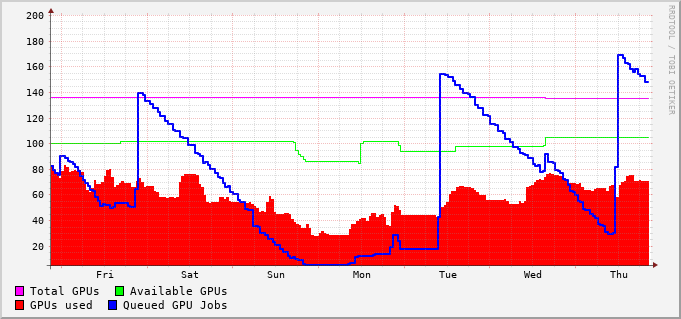 200
180
160
140
120
100
80
60
40
20
Fri Sat Sun Mon Tue Wed Thu
Total GPUs Available GPUs
GPUs used Queued GPU Jobs
RRDTOOL / TOBI OETIKER